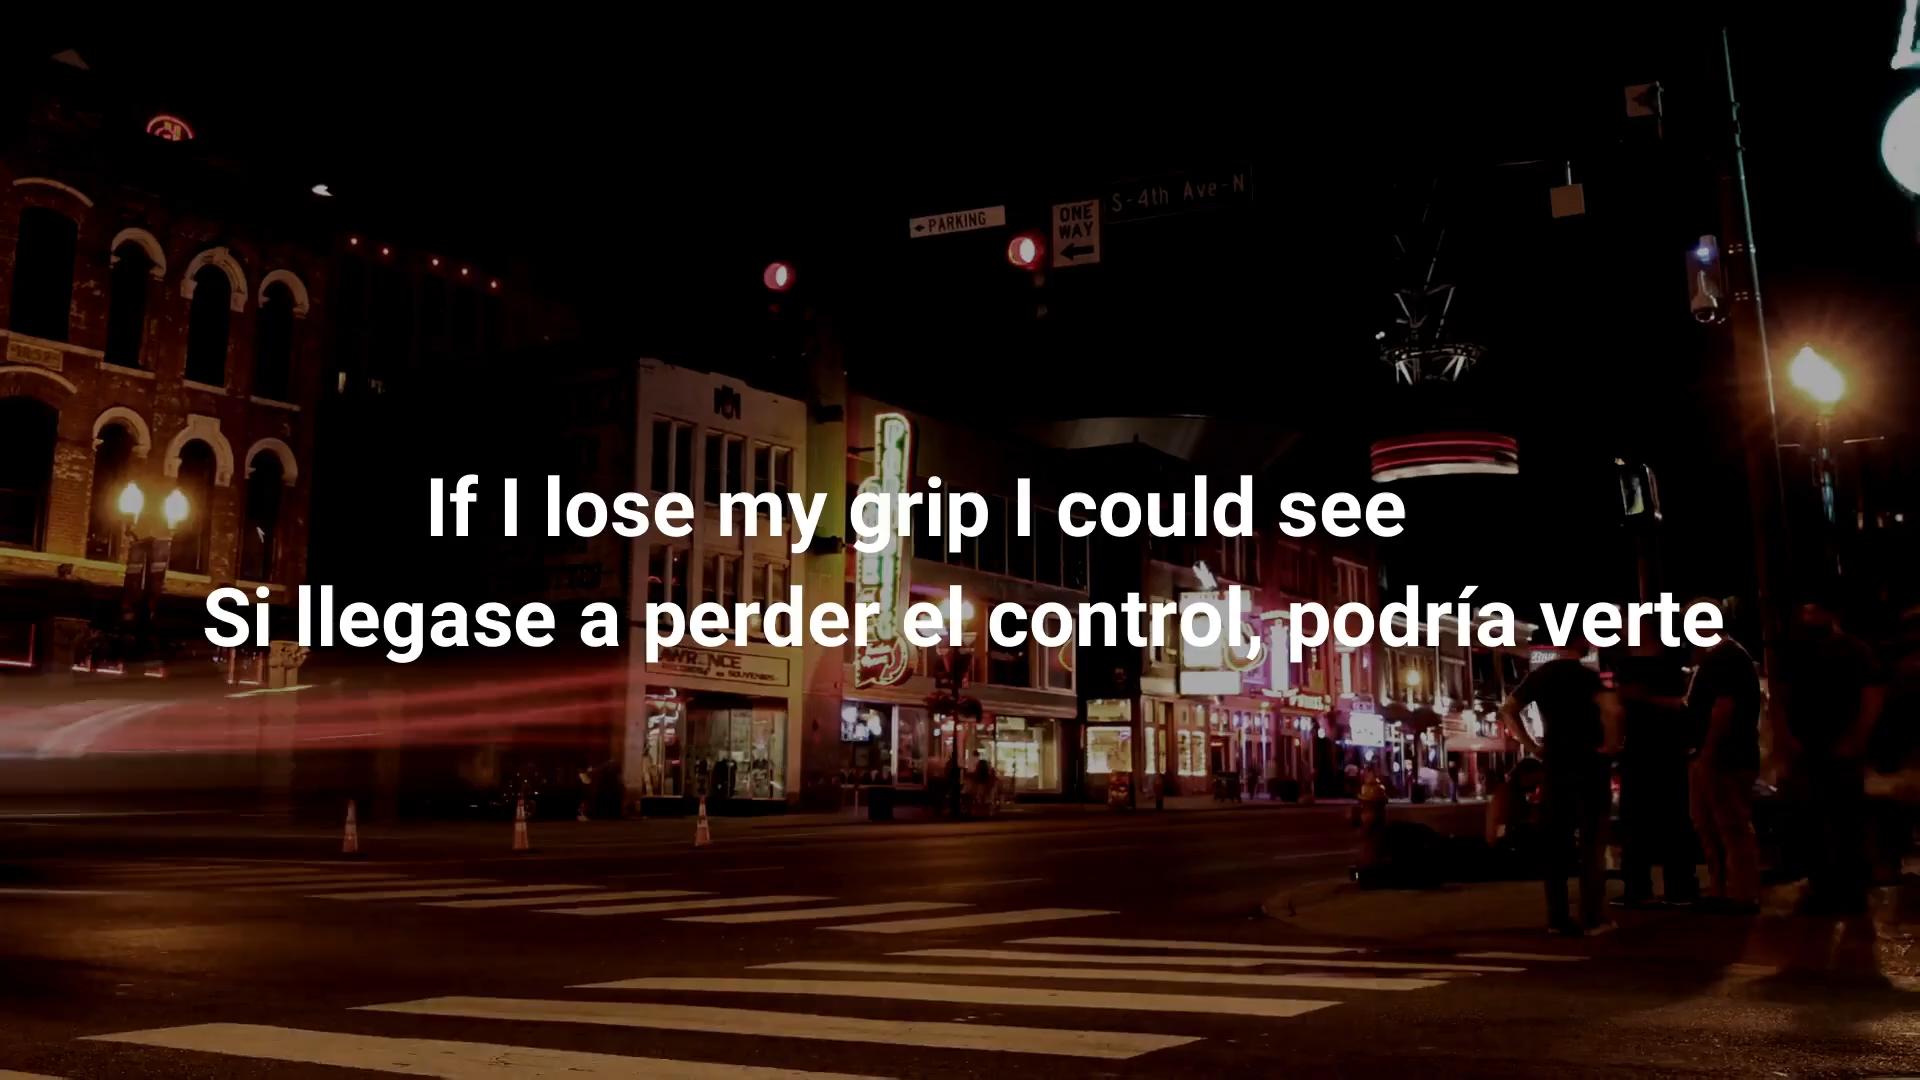 PARKING
ONE
WAY
S-4th Ave-N
If I lose my grip I could see
Si llegase a perder el control, podría verte